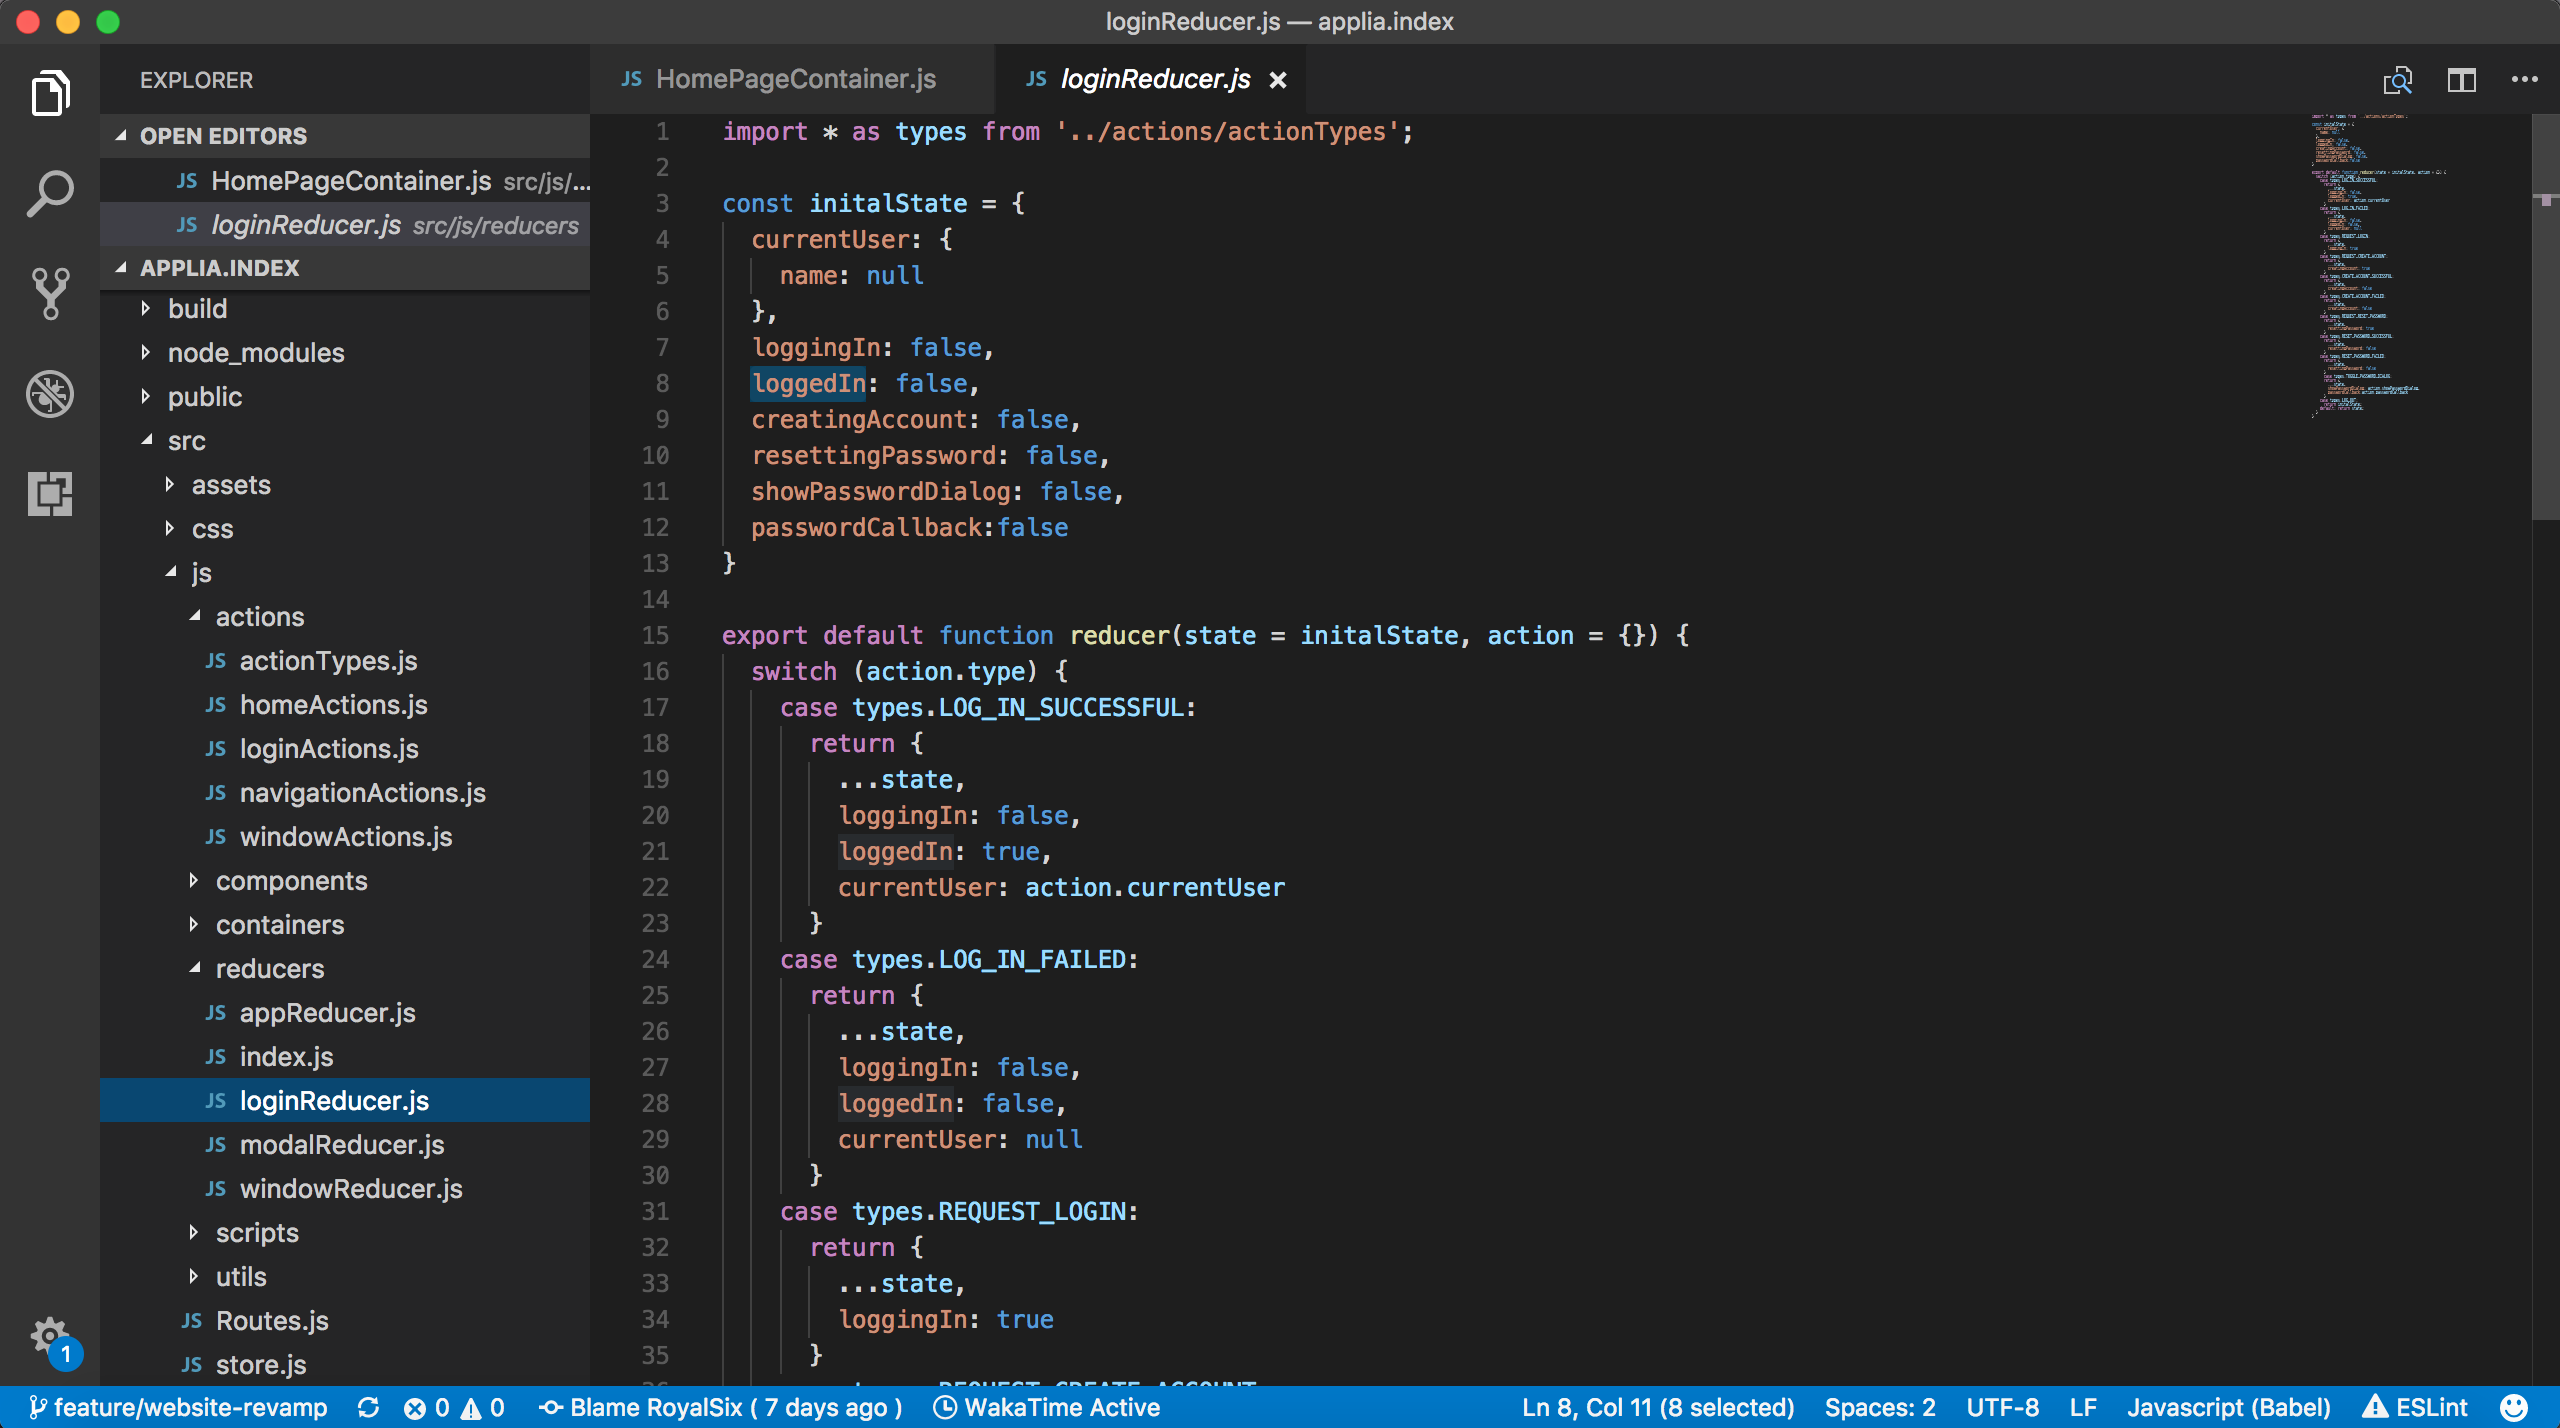 loginReducer.js — applia.index
EXPLORER
OPEN EDITORS
JS HomePageContainer.js src/js/...
JS loginReducer.js src/js/reducers
APPLIA.INDEX
build
node_modules
public
src
assets
css
js
actions
JS actionTypes.js
JS homeActions.js
JS loginActions.js
JS navigationActions.js
JS windowActions.js
components
containers
reducers
JS appReducer.js
JS index.js
JS loginReducer.js
JS modalReducer.js
JS windowReducer.js
scripts
utils
JS Routes.js
JS store.js
1
JS HomePageContainer.js
JS loginReducer.js ×
1 import * as types from '../actions/actionTypes';
2
3 const initalState = {
4 currentUser: {
5 name: null
6 },
7 loggingIn: false,
8 loggedIn: false,
9 creatingAccount: false,
10 resettingPassword: false,
11 showPasswordDialog: false,
12 passwordCallback:false
13 }
14
15 export default function reducer(state = initalState, action = {}) {
16 switch (action.type) {
17 case types.LOG_IN_SUCCESSFUL:
18 return {
19 ...state,
20 loggingIn: false,
21 loggedIn: true,
22 currentUser: action.currentUser
23 }
24 case types.LOG_IN_FAILED:
25 return {
26 ...state,
27 loggingIn: false,
28 loggedIn: false,
29 currentUser: null
30 }
31 case types.REQUEST_LOGIN:
32 return {
33 ...state,
34 loggingIn: true
35 }
feature/website-revamp 0 0 Blame RoyalSix ( 7 days ago ) WakaTime Active Ln 8, Col 11 (8 selected) Spaces: 2 UTF-8 LF Javascript (Babel) ESLint